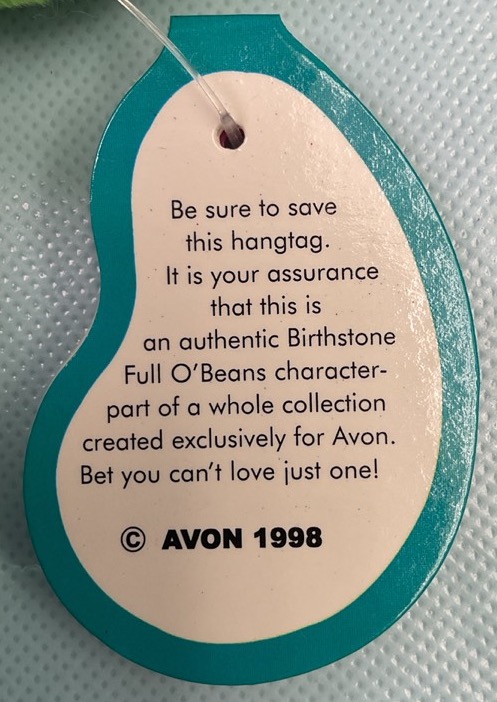 Be sure to save
this hangtag.
It is your assurance
that this is
an authentic Birthstone
Full O'Beans character-
part of a whole collection
created exclusively for Avon.
Bet you can't love just one!
© AVON 1998